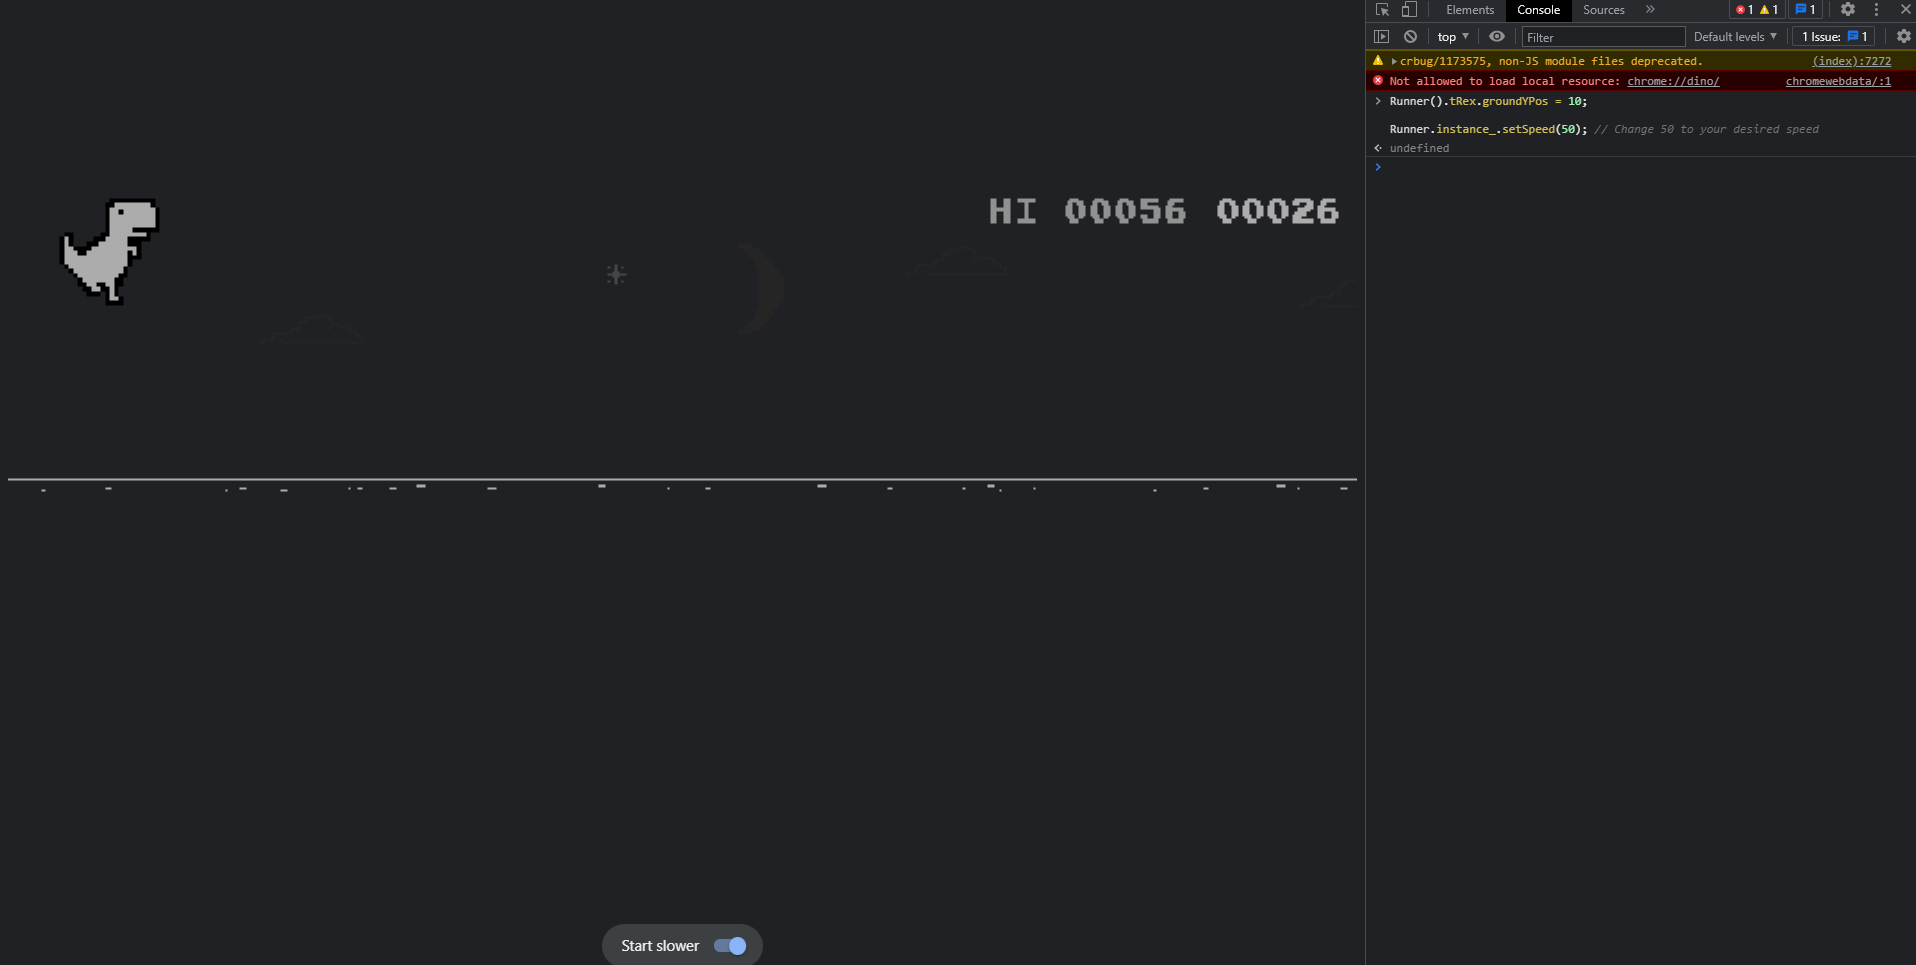 HI 00056 00026
Start slower
Elements Console Sources » 1 1 1
top Filter Default levels 1 Issue: 1
crbug/1173575, non-JS module files deprecated. (index):7272
Not allowed to load local resource: chrome://dino/ chromewebdata/:1
Runner().tRex.groundYPos = 10;
Runner.instance_.setSpeed(50); // Change 50 to your desired speed
undefined